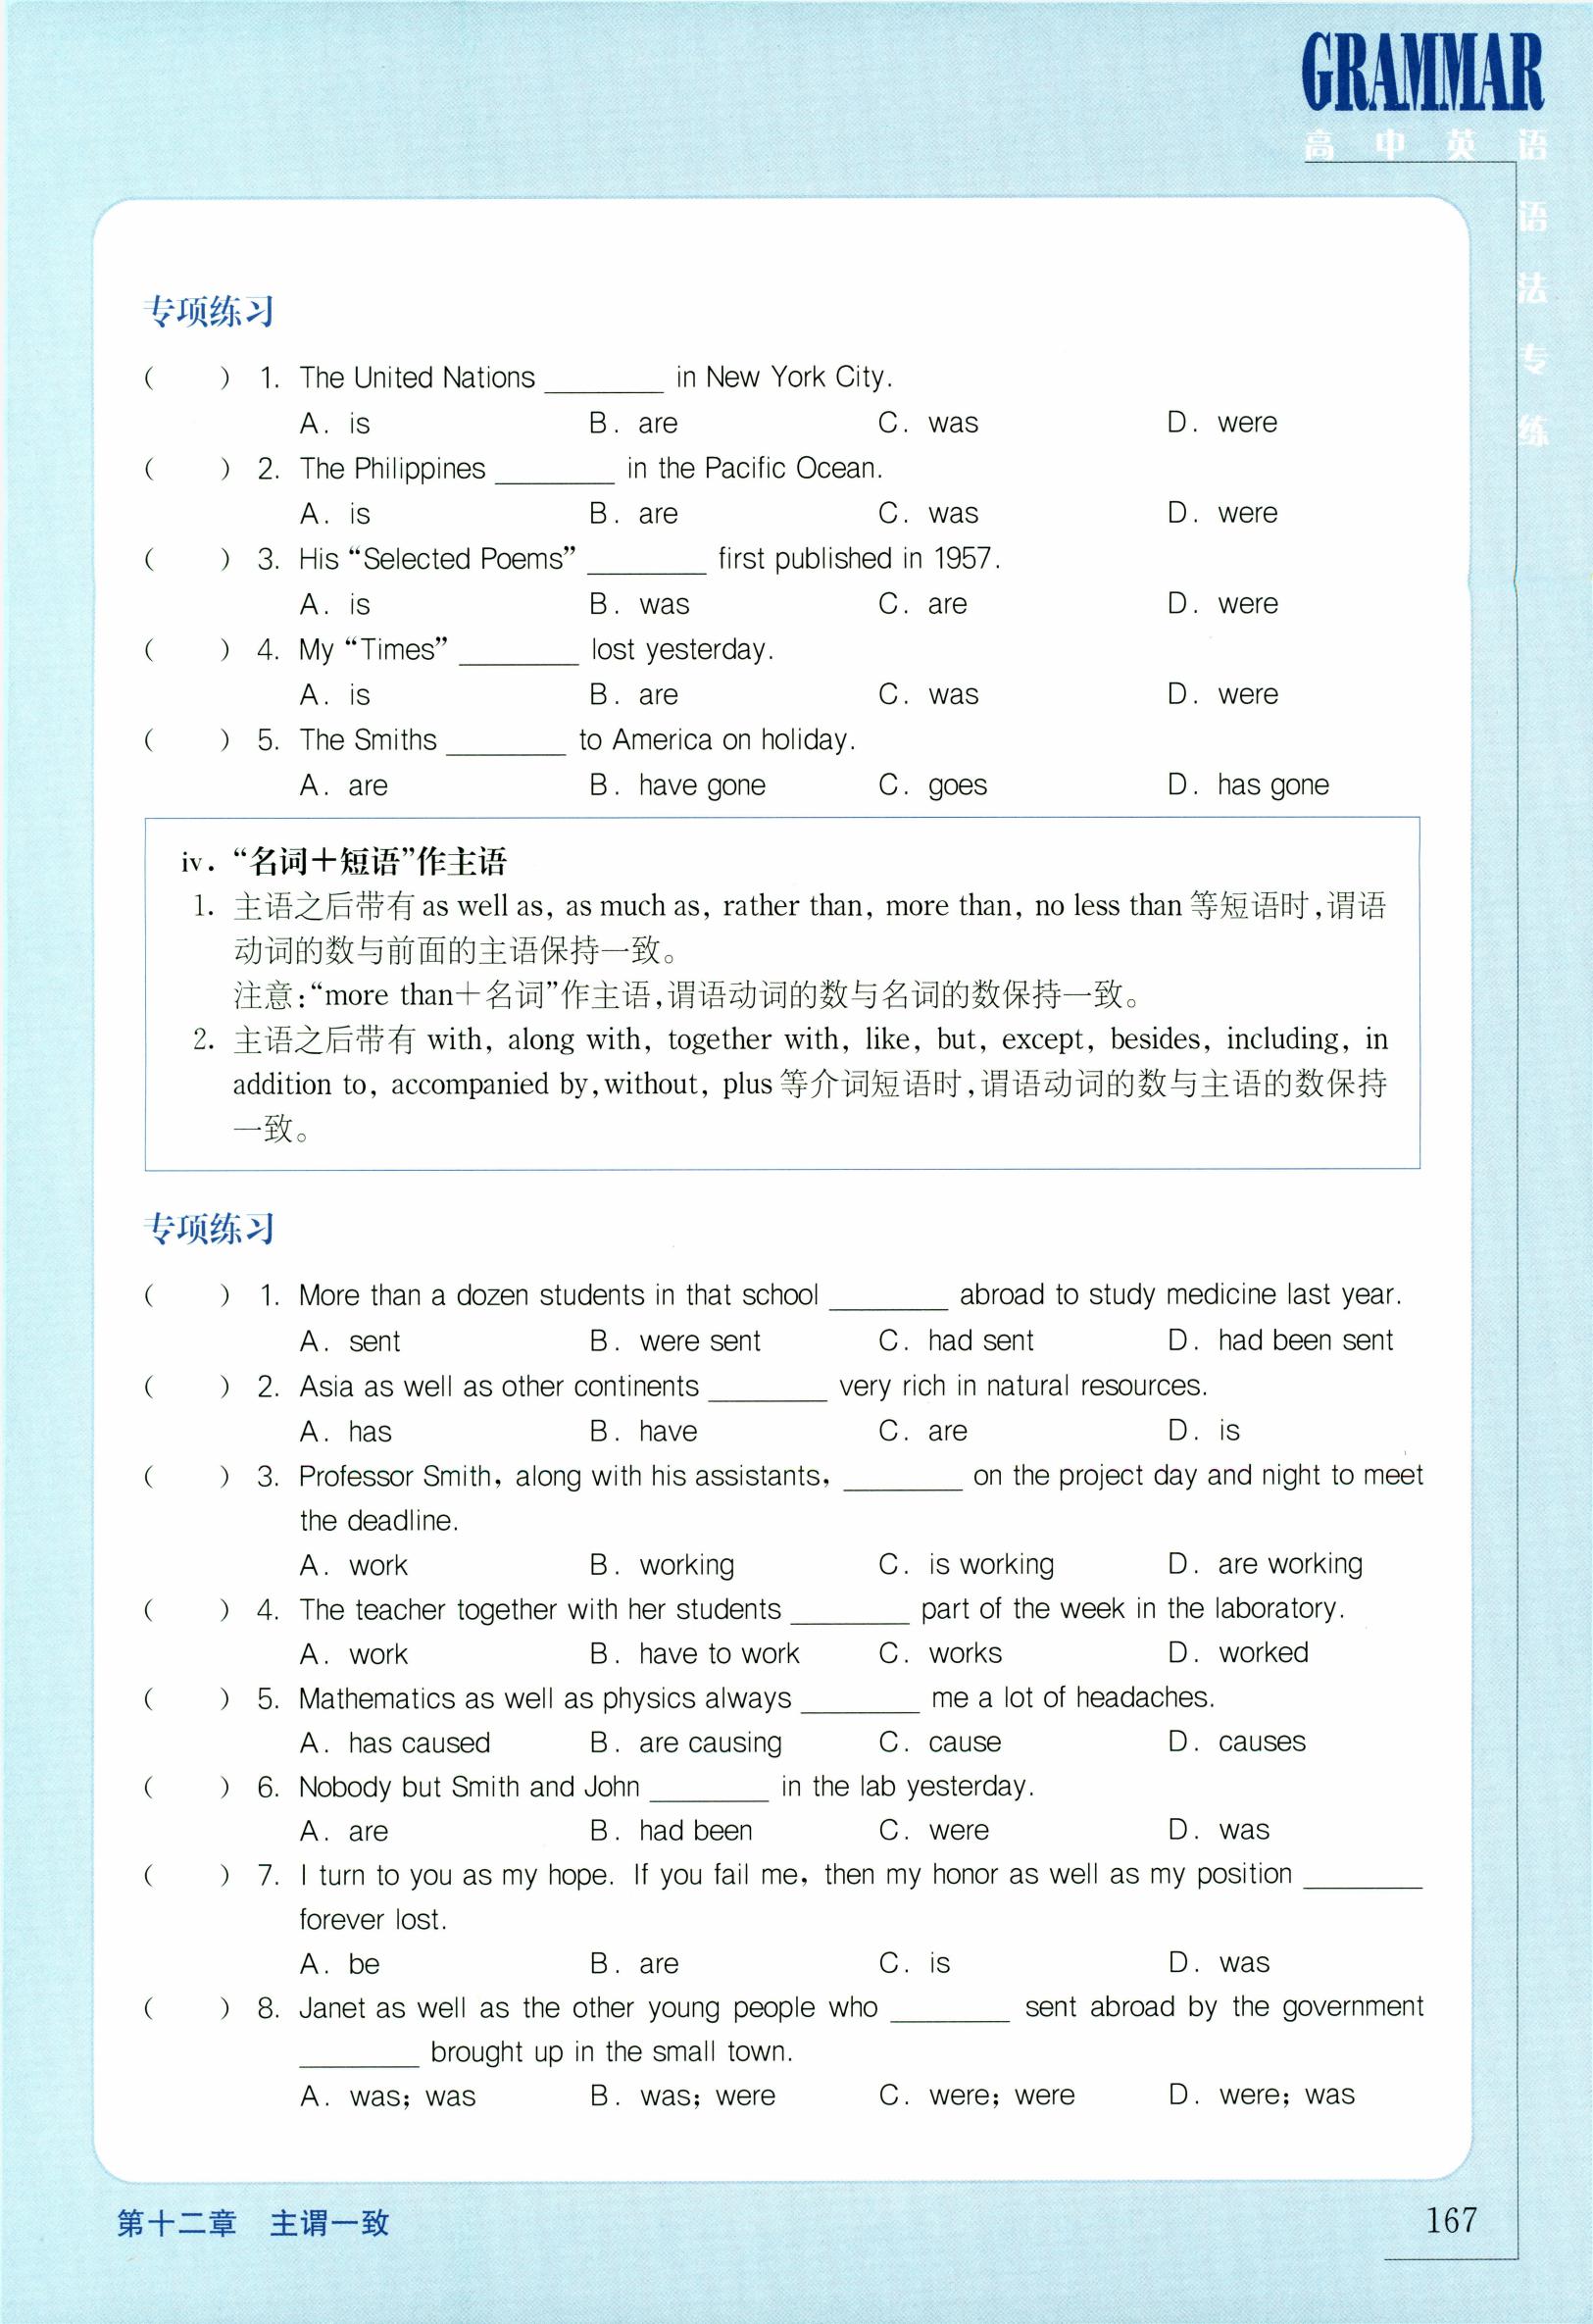 GRAMMAR
高中英语
语法专练
专项练习
(  ) 1. The United Nations ________ in New York City.
A. is B. are C. was D. were
(  ) 2. The Philippines ________ in the Pacific Ocean.
A. is B. are C. was D. were
(  ) 3. His “Selected Poems” ________ first published in 1957.
A. is B. was C. are D. were
(  ) 4. My “Times” ________ lost yesterday.
A. is B. are C. was D. were
(  ) 5. The Smiths ________ to America on holiday.
A. are B. have gone C. goes D. has gone
iv. “名词＋短语”作主语
1. 主语之后带有 as well as, as much as, rather than, more than, no less than 等短语时,谓语
动词的数与前面的主语保持一致。
注意:“more than＋名词”作主语,谓语动词的数与名词的数保持一致。
2. 主语之后带有 with, along with, together with, like, but, except, besides, including, in
addition to, accompanied by, without, plus 等介词短语时,谓语动词的数与主语的数保持
一致。
专项练习
(  ) 1. More than a dozen students in that school ________ abroad to study medicine last year.
A. sent B. were sent C. had sent D. had been sent
(  ) 2. Asia as well as other continents ________ very rich in natural resources.
A. has B. have C. are D. is
(  ) 3. Professor Smith, along with his assistants, ________ on the project day and night to meet
the deadline.
A. work B. working C. is working D. are working
(  ) 4. The teacher together with her students ________ part of the week in the laboratory.
A. work B. have to work C. works D. worked
(  ) 5. Mathematics as well as physics always ________ me a lot of headaches.
A. has caused B. are causing C. cause D. causes
(  ) 6. Nobody but Smith and John ________ in the lab yesterday.
A. are B. had been C. were D. was
(  ) 7. I turn to you as my hope. If you fail me, then my honor as well as my position ________
forever lost.
A. be B. are C. is D. was
(  ) 8. Janet as well as the other young people who ________ sent abroad by the government
________ brought up in the small town.
A. was; was B. was; were C. were; were D. were; was
第十二章 主谓一致
167